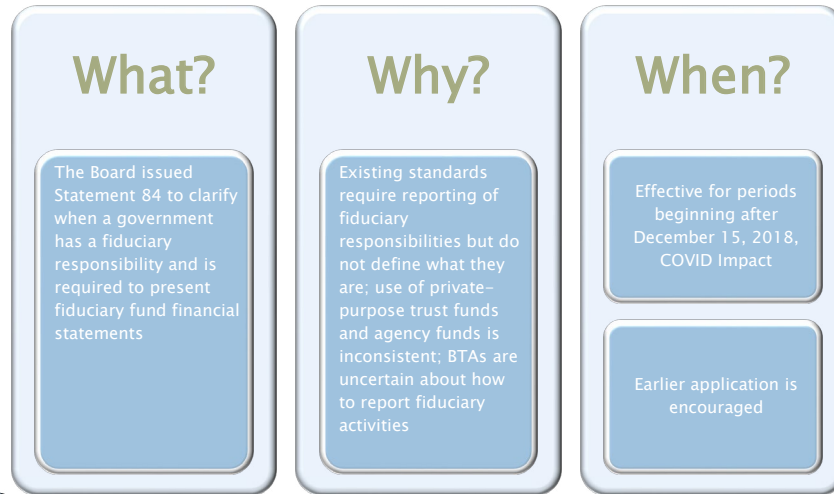 What?
The Board issued
Statement 84 to clarify
when a government
has a fiduciary
responsibility and is
required to present
fiduciary fund financial
statements
Why?
Existing standards
require reporting of
fiduciary
responsibilities but do
not define what they
are; use of private-
purpose trust funds
and agency funds is
inconsistent; BTAs are
uncertain about how
to report fiduciary
activities
When?
Effective for periods
beginning after
December 15, 2018,
COVID Impact
Earlier application is
encouraged